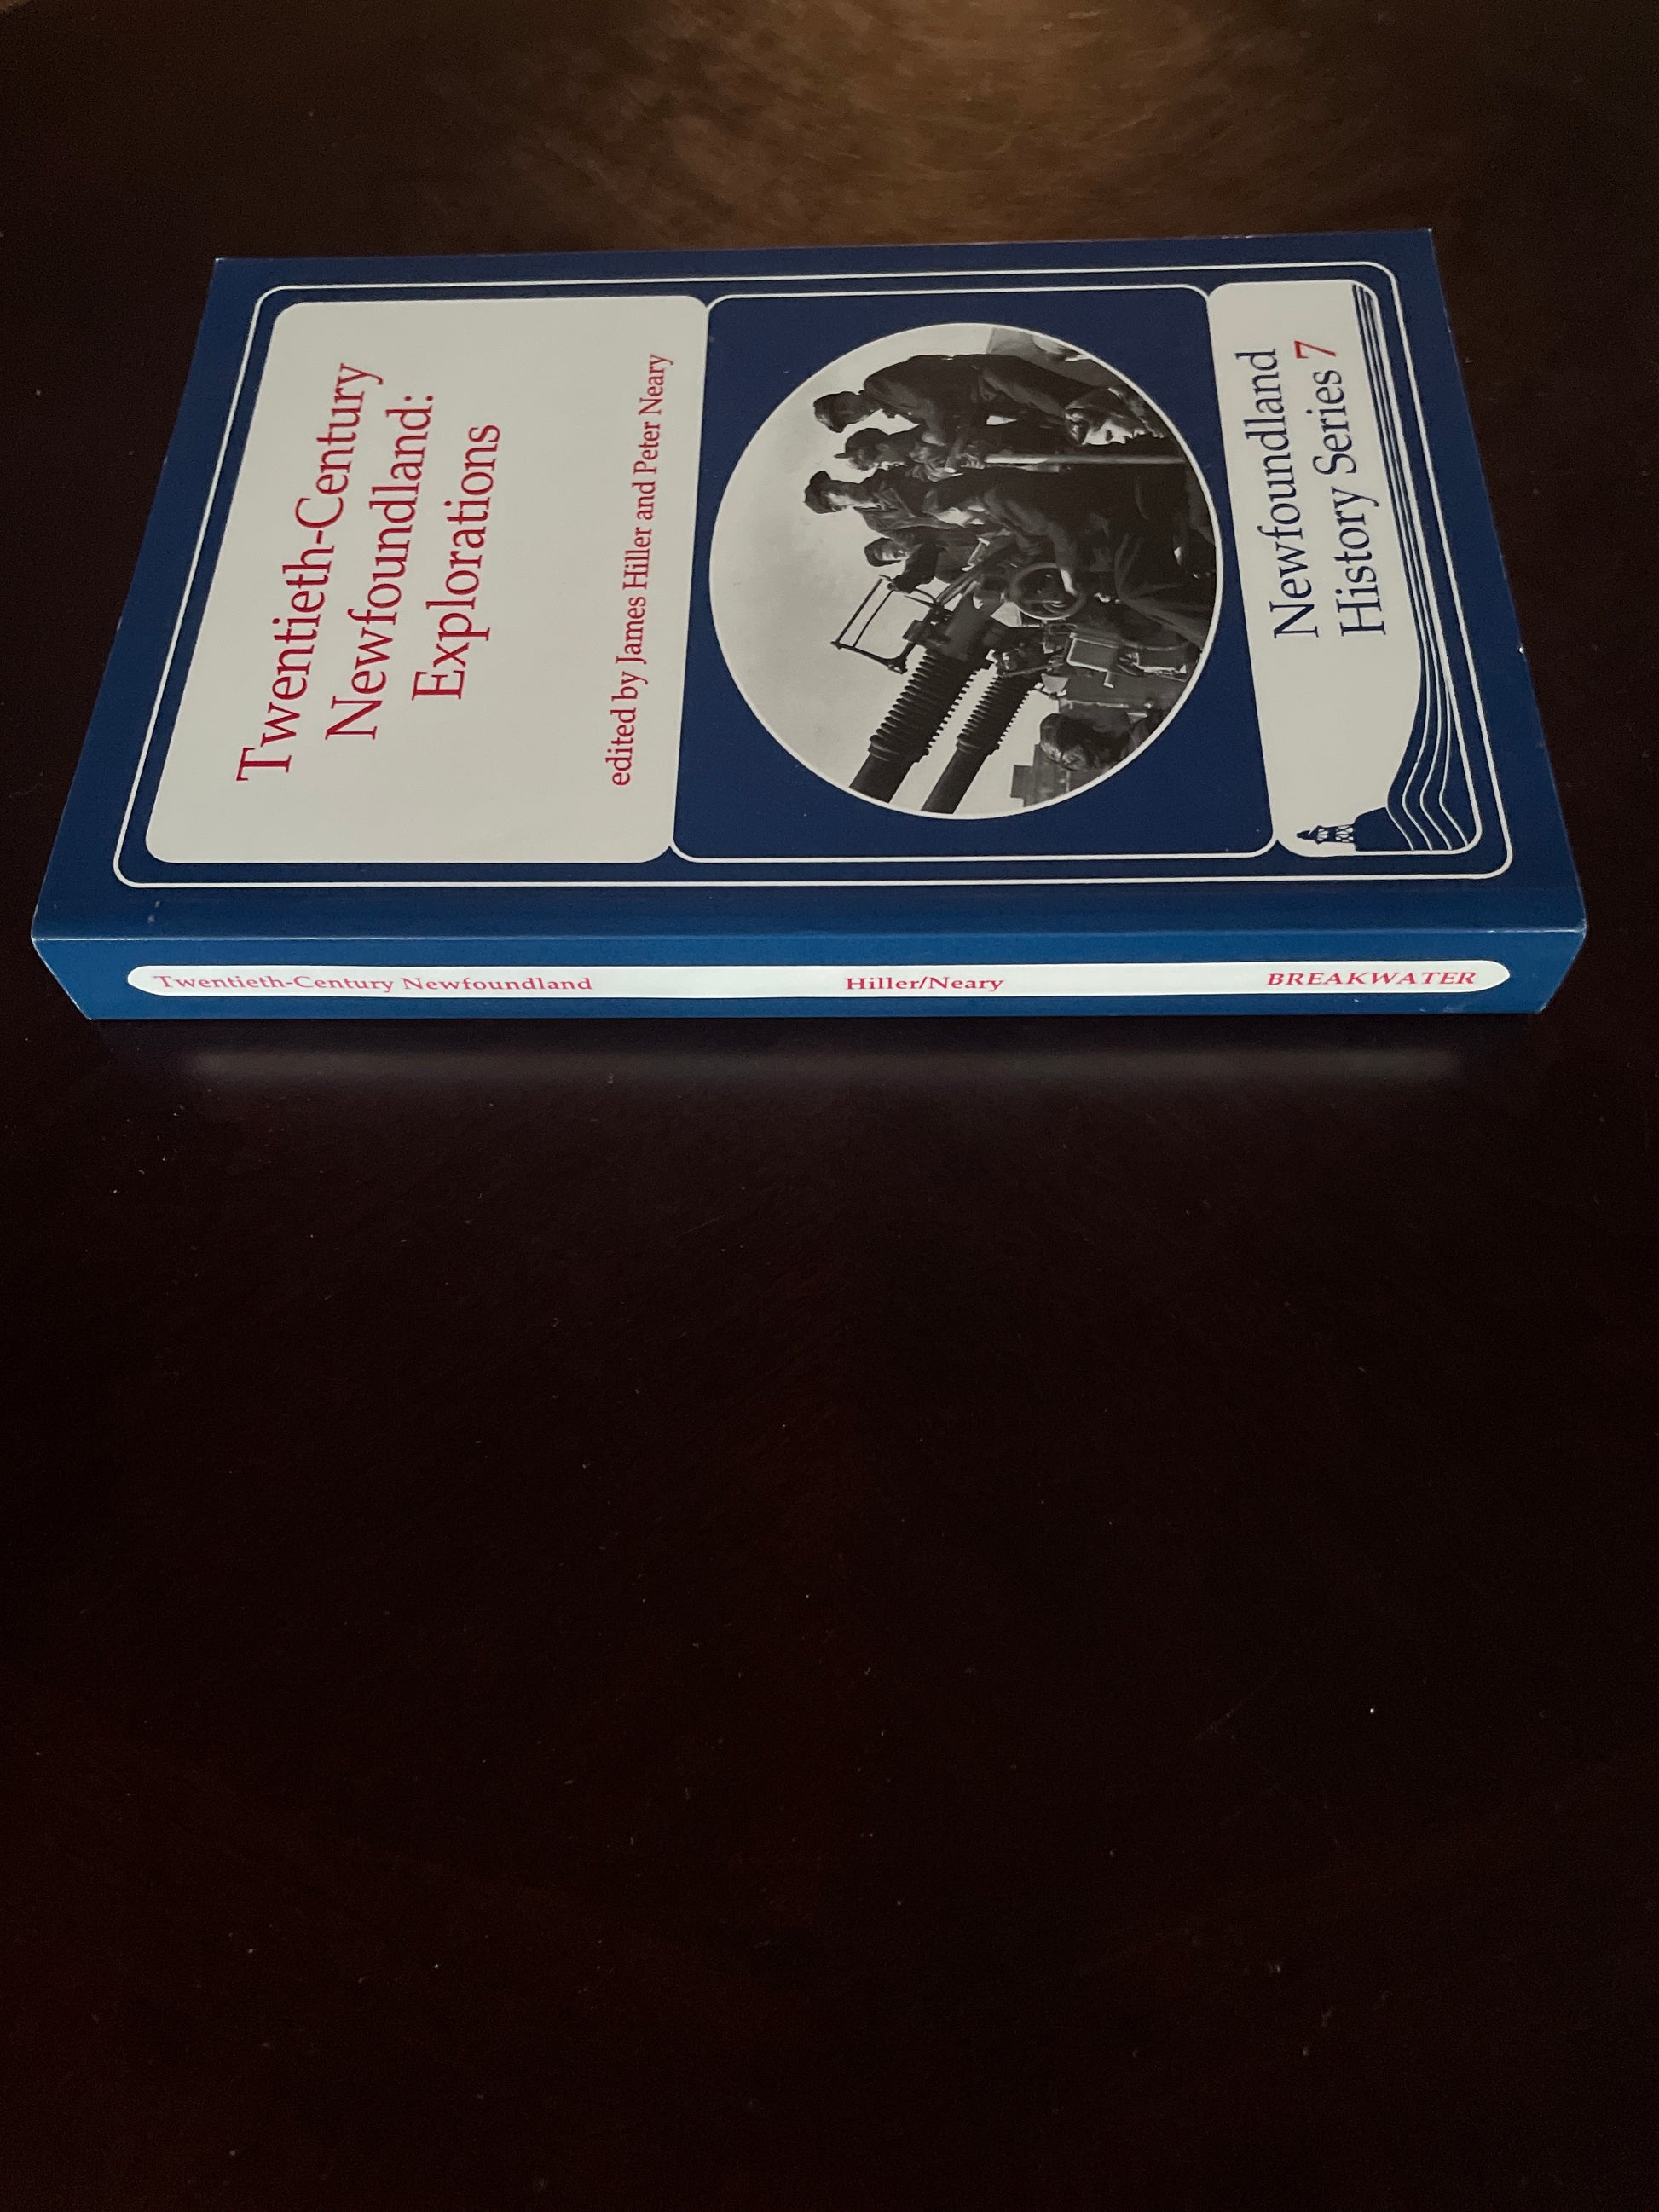 Twentieth-Century
Newfoundland:
Explorations
edited by James Hiller and Peter Neary
Newfoundland
History Series 7
Twentieth-Century Newfoundland
Hiller/Neary
BREAKWATER